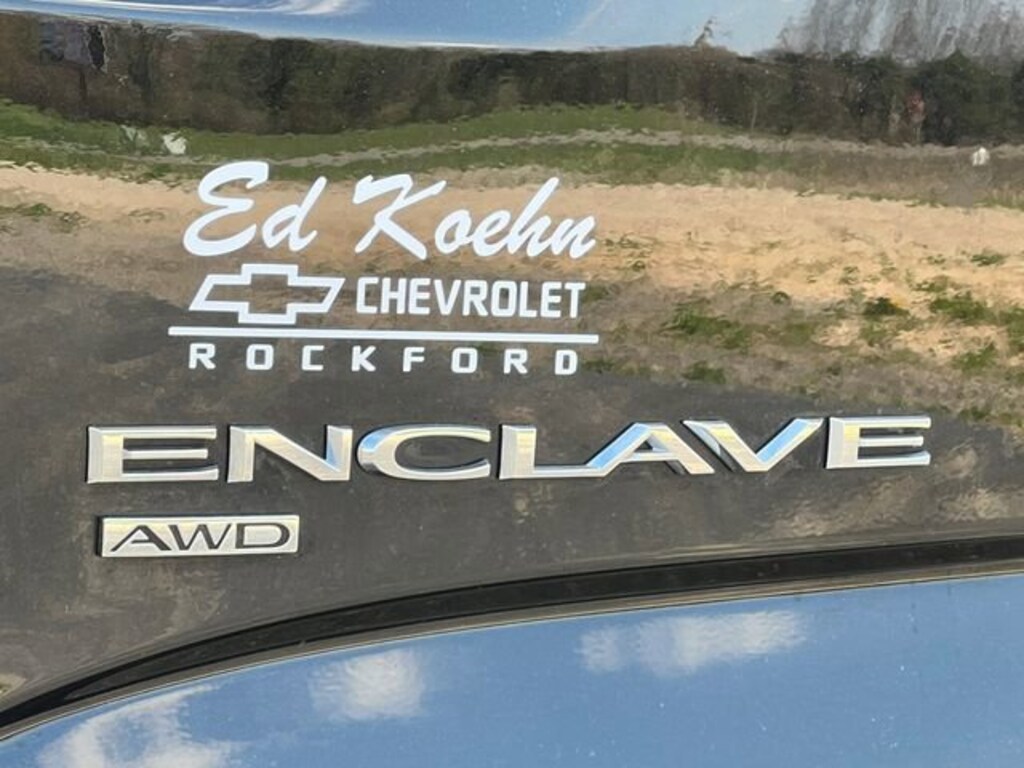 Ed Koehn
CHEVROLET
ROCKFORD
ENCLAVE
AWD